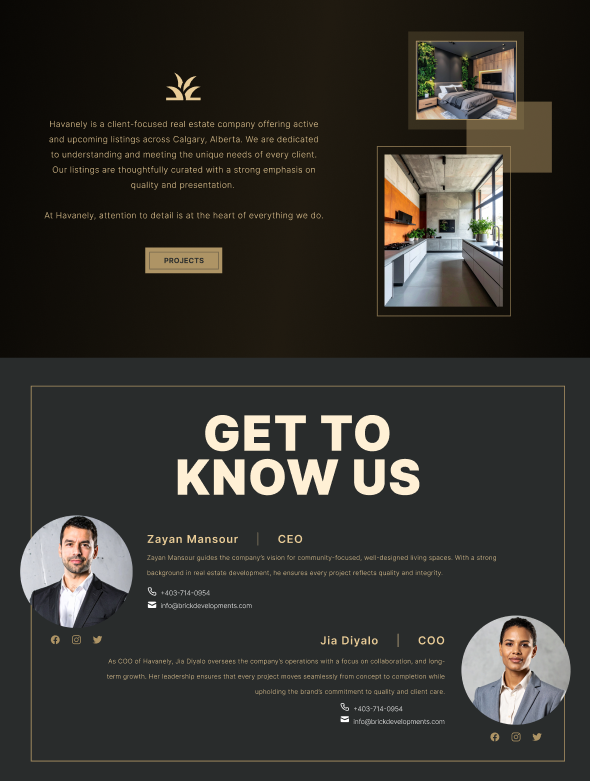 Havanely is a client-focused real estate company offering active
and upcoming listings across Calgary, Alberta. We are dedicated
to understanding and meeting the unique needs of every client.
Our listings are thoughtfully curated with a strong emphasis on
quality and presentation.
At Havanely, attention to detail is at the heart of everything we do.
PROJECTS
GET TO
KNOW US
Zayan Mansour | CEO
Zayan Mansour guides the company's vision for community-focused, well-designed living spaces. With a strong
background in real estate development, he ensures every project reflects quality and integrity.
+403-714-0954
info@brickdevelopments.com
Jia Diyalo | COO
As COO of Havanely, Jia Diyalo oversees the company's operations with a focus on collaboration, and long-
term growth. Her leadership ensures that every project moves seamlessly from concept to completion while
upholding the brand's commitment to quality and client care.
+403-714-0954
info@brickdevelopments.com